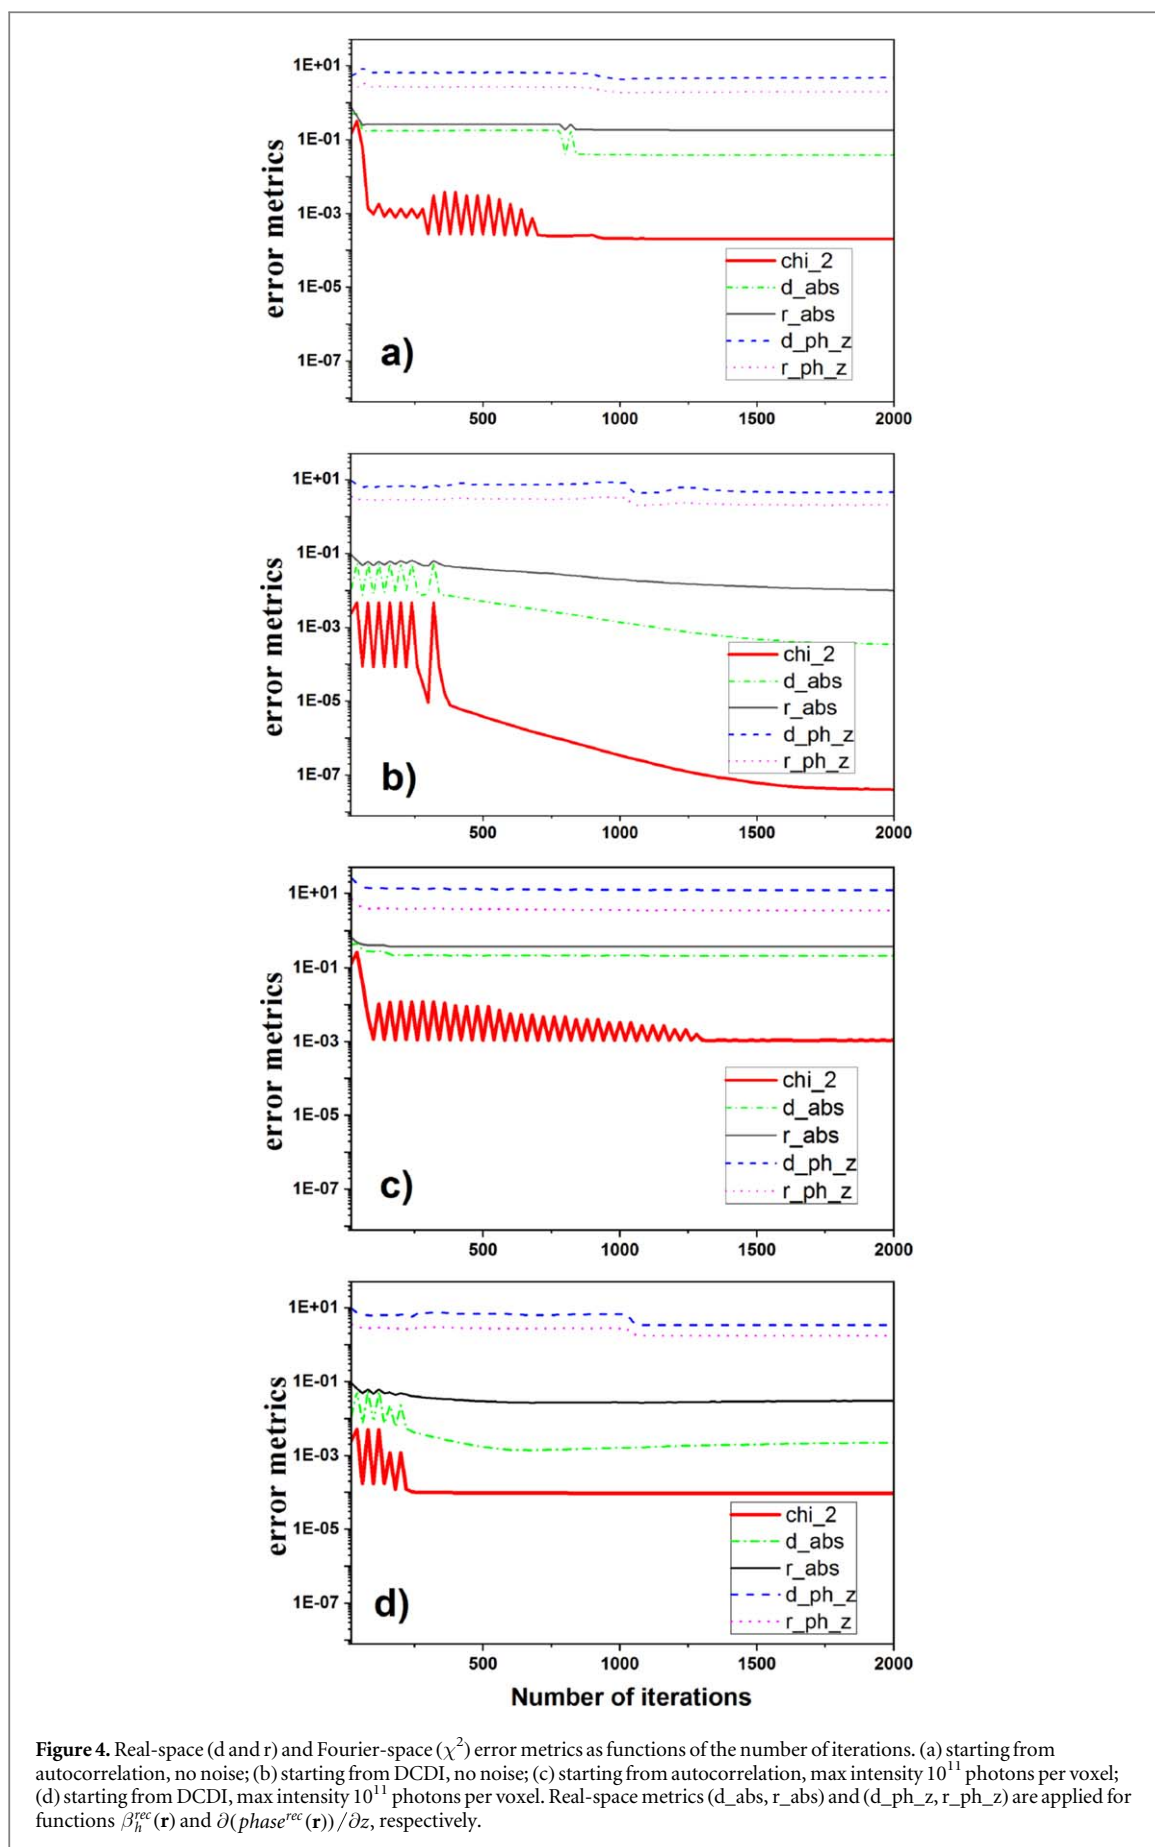 1E+01
1E-01
1E-03
1E-05
1E-07
error metrics
a)
chi_2
d_abs
r_abs
d_ph_z
r_ph_z
500 1000 1500 2000
1E+01
1E-01
1E-03
1E-05
1E-07
error metrics
b)
chi_2
d_abs
r_abs
d_ph_z
r_ph_z
500 1000 1500 2000
1E+01
1E-01
1E-03
1E-05
1E-07
error metrics
c)
chi_2
d_abs
r_abs
d_ph_z
r_ph_z
500 1000 1500 2000
1E+01
1E-01
1E-03
1E-05
1E-07
error metrics
d)
chi_2
d_abs
r_abs
d_ph_z
r_ph_z
500 1000 1500 2000
Number of iterations
Figure 4. Real-space (d and r) and Fourier-space (χ²) error metrics as functions of the number of iterations. (a) starting from
autocorrelation, no noise; (b) starting from DCDI, no noise; (c) starting from autocorrelation, max intensity 10¹¹ photons per voxel;
(d) starting from DCDI, max intensity 10¹¹ photons per voxel. Real-space metrics (d_abs, r_abs) and (d_ph_z, r_ph_z) are applied for
functions β_h^{rec}(r) and ∂(phase^{rec}(r))/∂z, respectively.